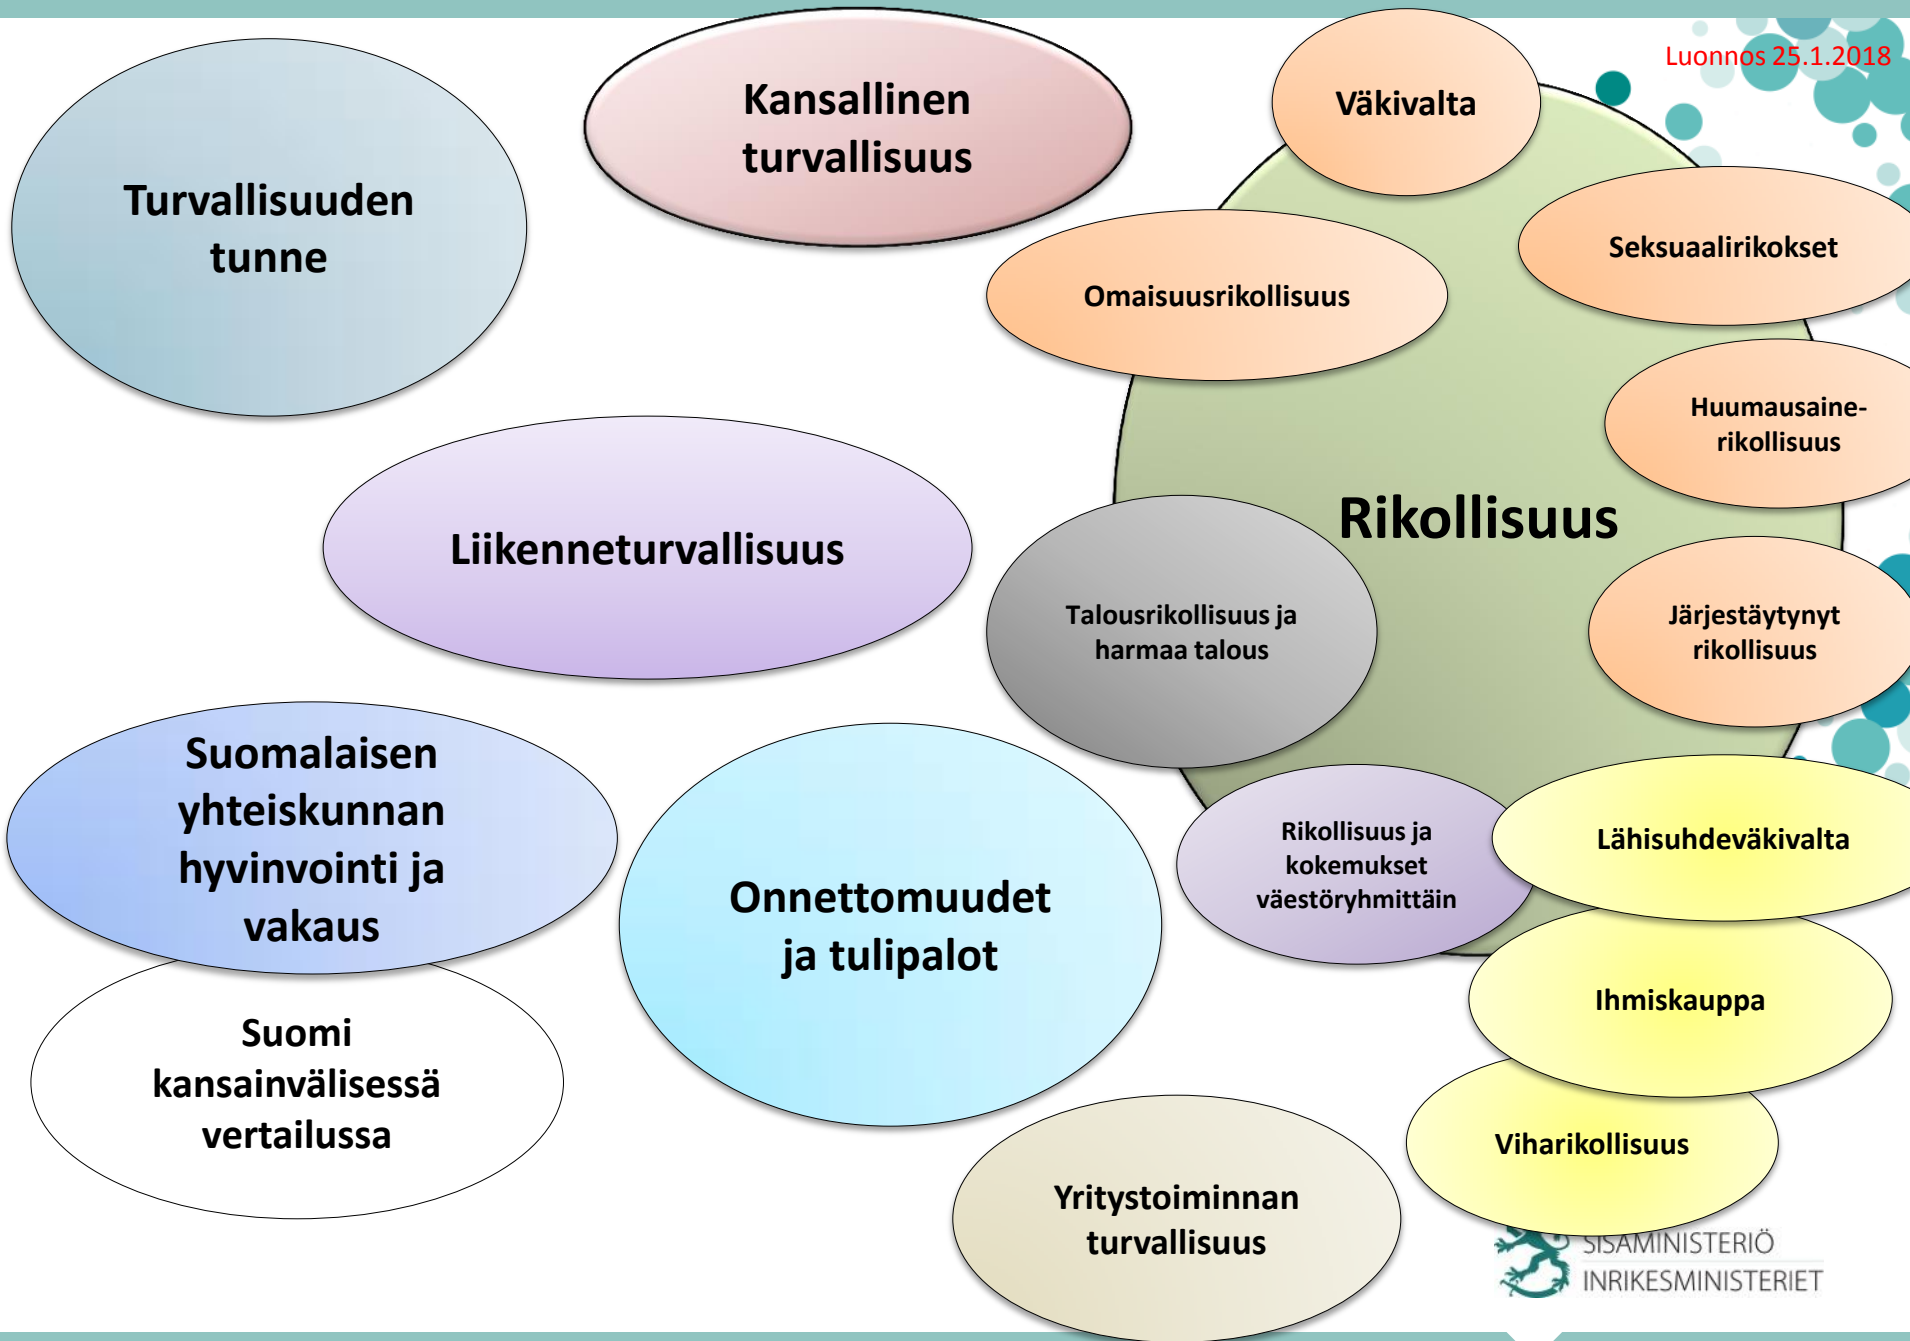 Luonnos 25.1.2018
Turvallisuuden
tunne
Kansallinen
turvallisuus
Väkivalta
Seksuaalirikokset
Omaisuusrikollisuus
Huumausaine-
rikollisuus
Rikollisuus
Liikenneturvallisuus
Talousrikollisuus ja
harmaa talous
Järjestäytynyt
rikollisuus
Suomalaisen
yhteiskunnan
hyvinvointi ja
vakaus
Onnettomuudet
ja tulipalot
Rikollisuus ja
kokemukset
väestöryhmittäin
Lähisuhdeväkivalta
Ihmiskauppa
Suomi
kansainvälisessä
vertailussa
Viharikollisuus
Yritystoiminnan
turvallisuus
SISÄMINISTERIÖ
INRIKESMINISTERIET